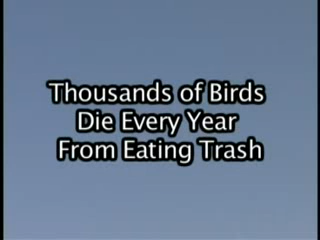 Thousands of Birds
Die Every Year
From Eating Trash